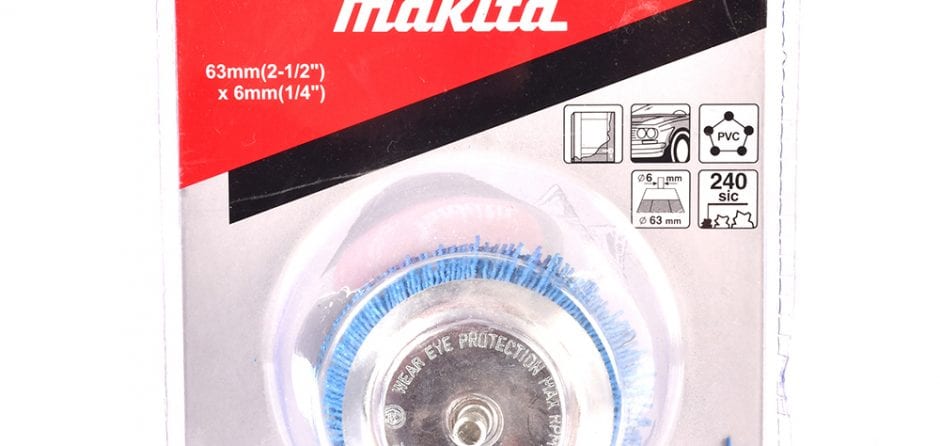 makita
63mm(2-1/2")
x 6mm(1/4")
PVC
Ø6 mm
Ø 63 mm
240
sic
WEAR EYE PROTECTION MAX RPM